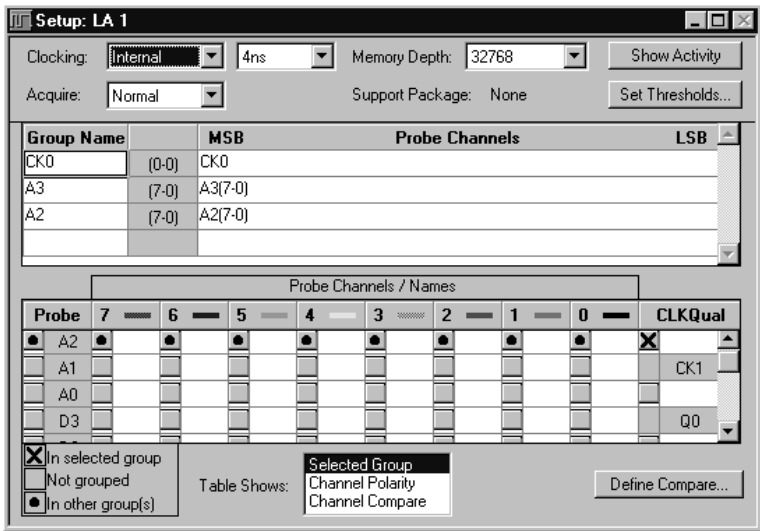 Setup: LA 1
Clocking: Internal 4ns Memory Depth: 32768 Show Activity
Acquire: Normal Support Package: None Set Thresholds...
Group Name MSB Probe Channels LSB
CK0 (0-0) CK0
A3 (7-0) A3(7-0)
A2 (7-0) A2(7-0)
Probe Channels / Names
Probe 7 6 5 4 3 2 1 0 CLKQual
A2
A1 CK1
A0
D3 Q0
In selected group
Not grouped
In other group(s)
Table Shows:
Selected Group
Channel Polarity
Channel Compare
Define Compare...